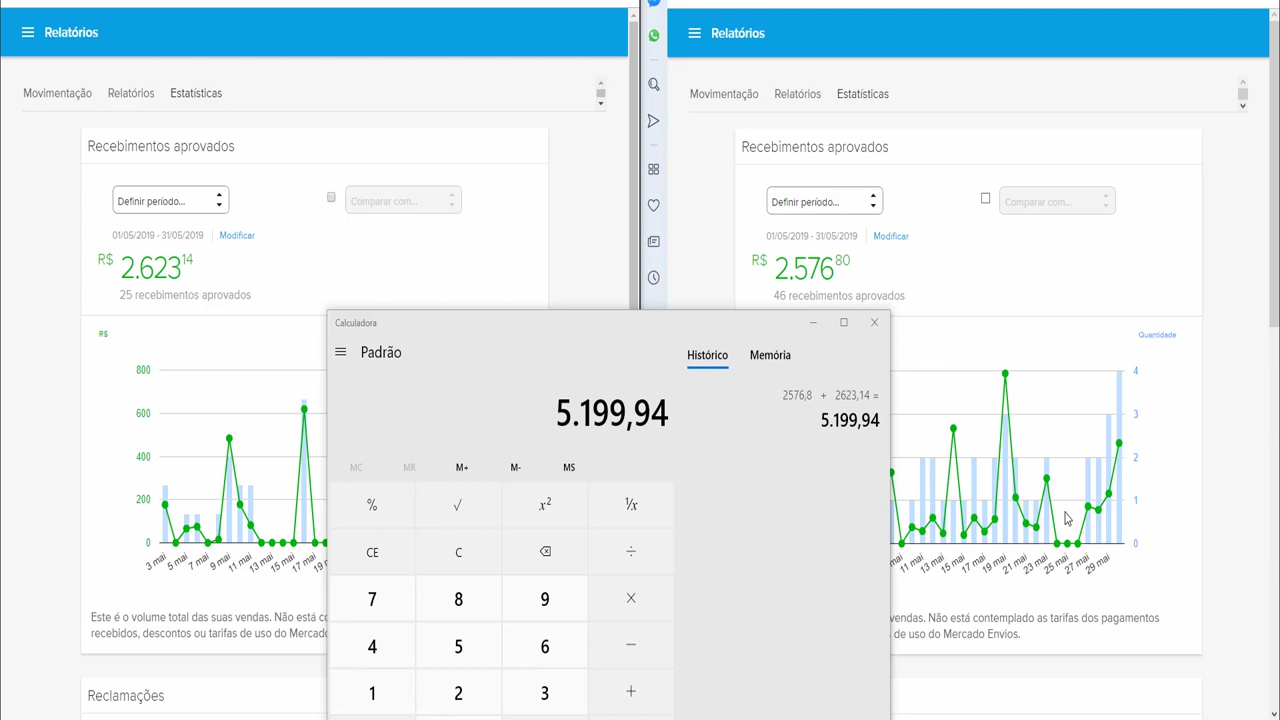 Relatórios
Movimentação Relatórios Estatísticas
Recebimentos aprovados
Definir período...
Comparar com...
01/05/2019 - 31/05/2019 Modificar
R$ 2.623 14
25 recebimentos aprovados
R$
800
600
400
200
0
3 mai 5 mai 7 mai 9 mai 11 mai 13 mai 15 mai 17 mai
Este é o volume total das suas vendas. Não está c
recebidos, descontos ou tarifas de uso do Mercado
Reclamações
Relatórios
Movimentação Relatórios Estatísticas
Recebimentos aprovados
Definir período...
Comparar com...
01/05/2019 - 31/05/2019 Modificar
R$ 2.576 80
46 recebimentos aprovados
Quantidade
4
3
2
1
0
11 mai 13 mai 15 mai 17 mai 19 mai 21 mai 23 mai 25 mai 27 mai 29 mai
vendas. Não está contemplado as tarifas dos pagamentos
de uso do Mercado Envios.
Calculadora
Padrão
Histórico Memória
2576,8 + 2623,14 =
5.199,94
5.199,94
MC MR M+ M- MS
% √ x² ¹/x
CE C ÷
7 8 9 ×
4 5 6 −
1 2 3 +